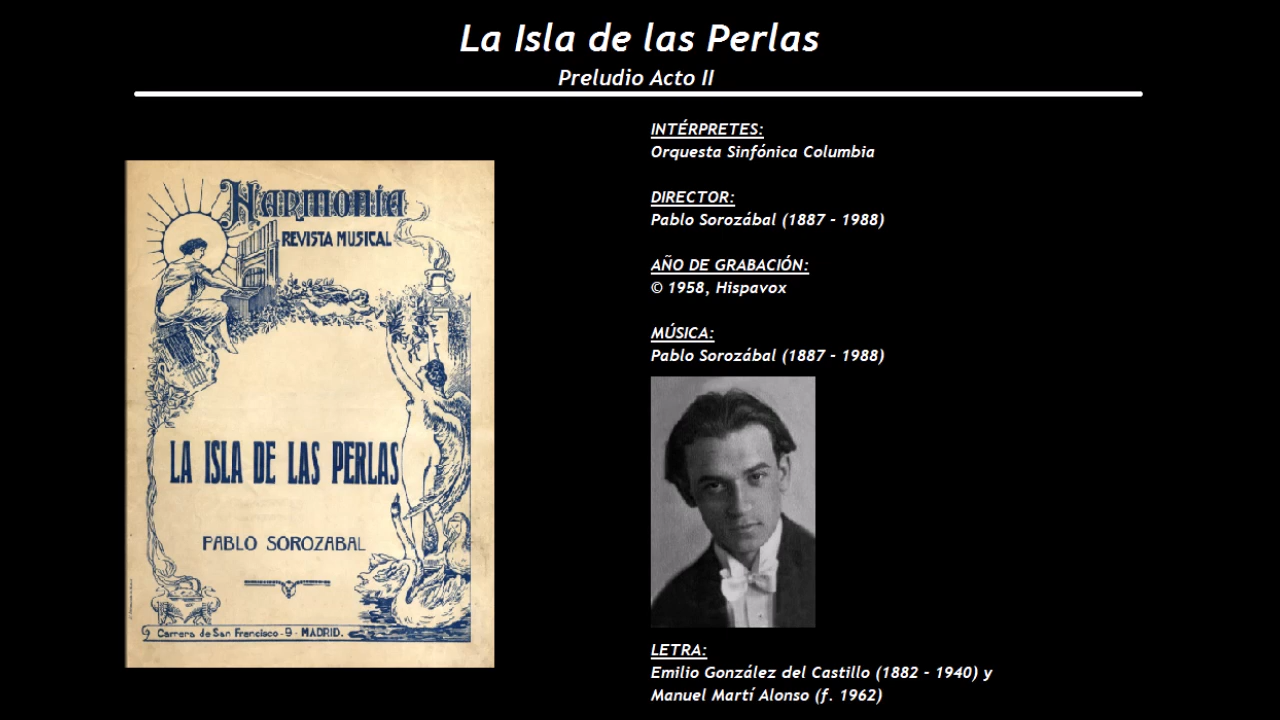 La Isla de las Perlas
Preludio Acto II
HARMONÍA
REVISTA MUSICAL
LA ISLA DE LAS PERLAS
PABLO SOROZABAL
Carrera de San Francisco - 9 - MADRID.
INTÉRPRETES:
Orquesta Sinfónica Columbia
DIRECTOR:
Pablo Sorozábal (1887 - 1988)
AÑO DE GRABACIÓN:
© 1958, Hispavox
MÚSICA:
Pablo Sorozábal (1887 - 1988)
LETRA:
Emilio González del Castillo (1882 - 1940) y
Manuel Martí Alonso (f. 1962)